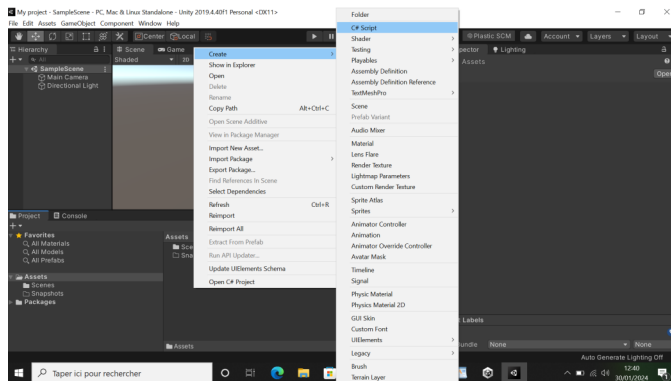 My project - SampleScene - PC, Mac & Linux Standalone - Unity 2019.4.40f1 Personal <DX11>
File Edit Assets GameObject Component Window Help
Center Local
Plastic SCM Account Layers Layout
Hierarchy
All
SampleScene
Main Camera
Directional Light
Scene Game
Shaded 2D
Create
Show in Explorer
Open
Delete
Rename
Copy Path Alt+Ctrl+C
Open Scene Additive
View in Package Manager
Import New Asset...
Import Package
Export Package...
Find References In Scene
Select Dependencies
Refresh Ctrl+R
Reimport
Reimport All
Extract From Prefab
Run API Updater...
Update UIElements Schema
Open C# Project
Folder
C# Script
Shader
Testing
Playables
Assembly Definition
Assembly Definition Reference
TextMeshPro
Scene
Prefab Variant
Audio Mixer
Material
Lens Flare
Render Texture
Lightmap Parameters
Custom Render Texture
Sprite Atlas
Sprites
Animator Controller
Animation
Animator Override Controller
Avatar Mask
Timeline
Signal
Physic Material
Physics Material 2D
GUI Skin
Custom Font
UIElements
Legacy
Brush
Terrain Layer
pector Lighting
Assets
Open
Labels
undle None None
Auto Generate Lighting Off
Project Console
Favorites
All Materials
All Models
All Prefabs
Assets
Scenes
Snapshots
Packages
Assets
Sce
Sna
Assets
Taper ici pour rechercher
12:40
30/01/2024